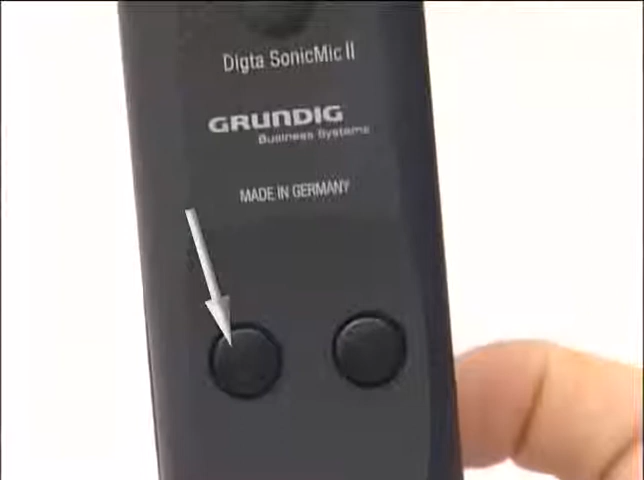 Digta SonicMic II
GRUNDIG
Business Systems
MADE IN GERMANY